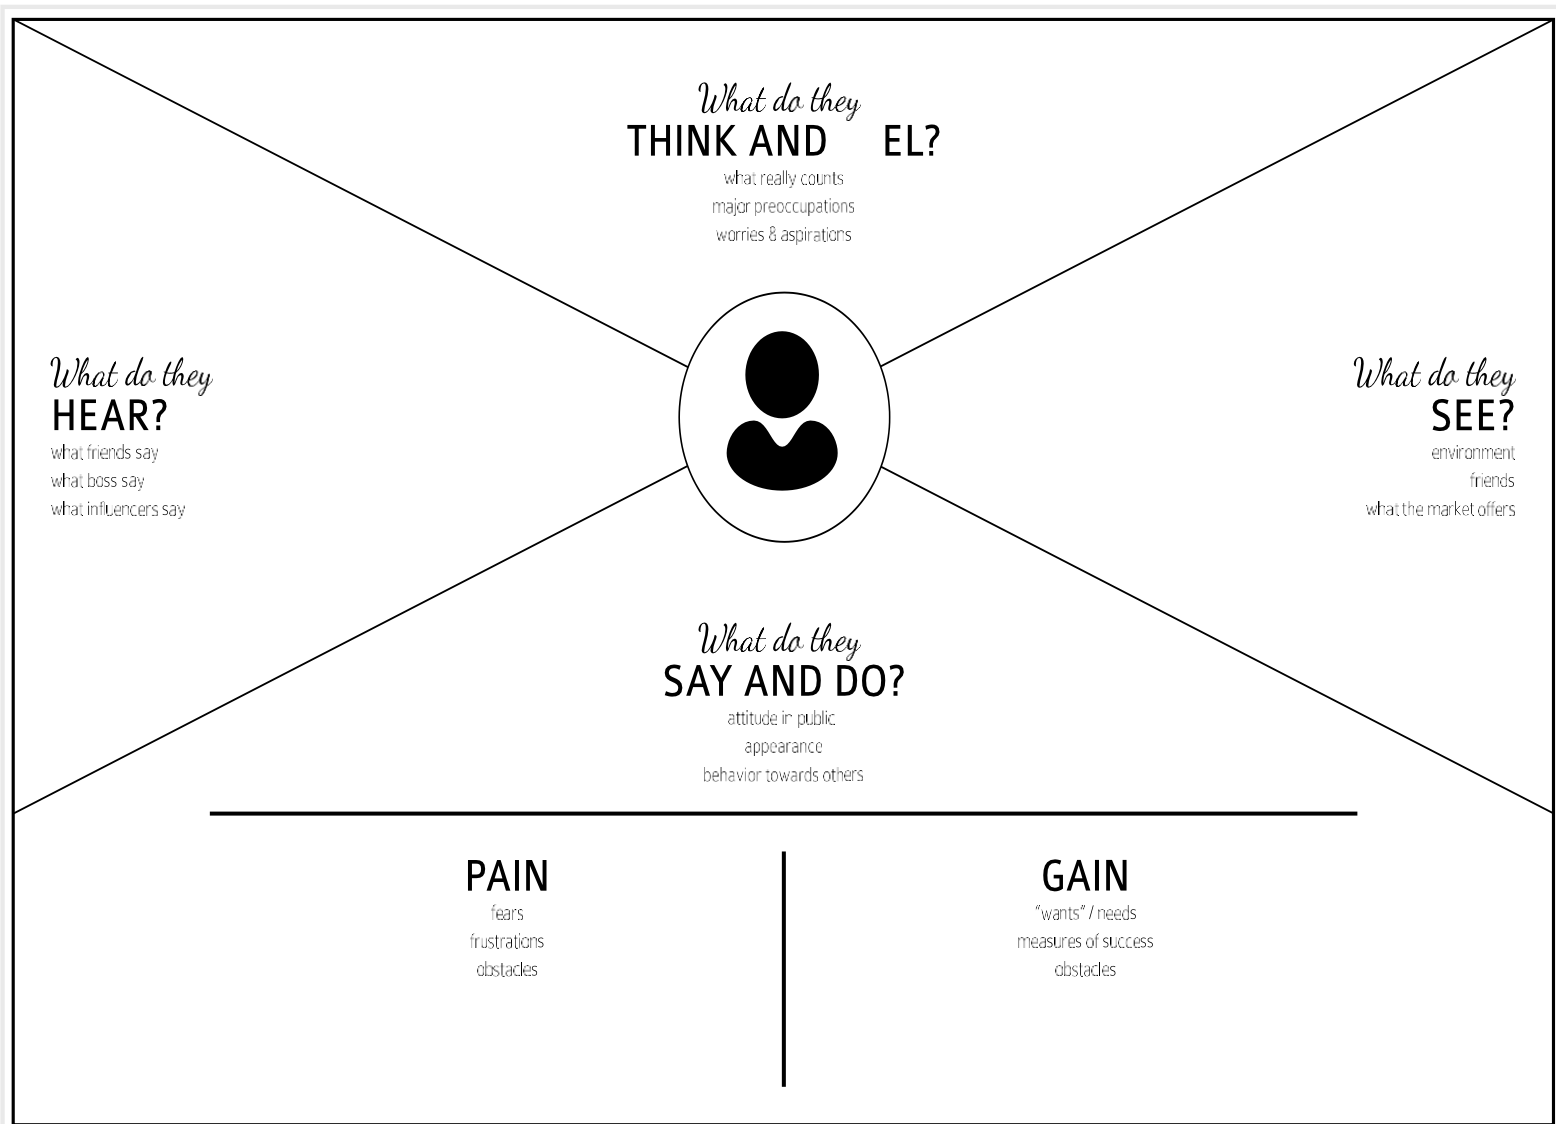 What do they
THINK AND EL?
what really counts
major preoccupations
worries & aspirations
What do they
HEAR?
what friends say
what boss say
what influencers say
What do they
SEE?
environment
friends
what the market offers
What do they
SAY AND DO?
attitude in public
appearance
behavior towards others
PAIN
fears
frustrations
obstacles
GAIN
“wants” / needs
measures of success
obstacles